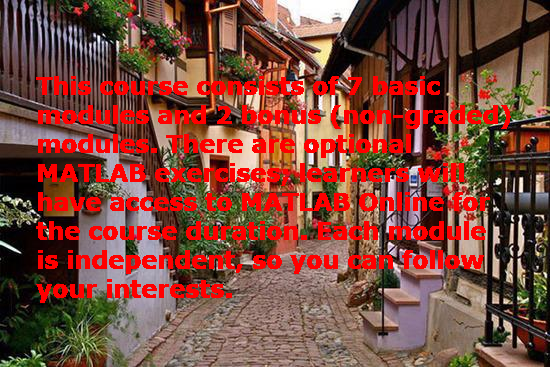 This course consists of 7 basic
modules and 2 bonus (non-graded)
modules. There are optional
MATLAB exercises; learners will
have access to MATLAB Online for
the course duration. Each module
is independent, so you can follow
your interests.